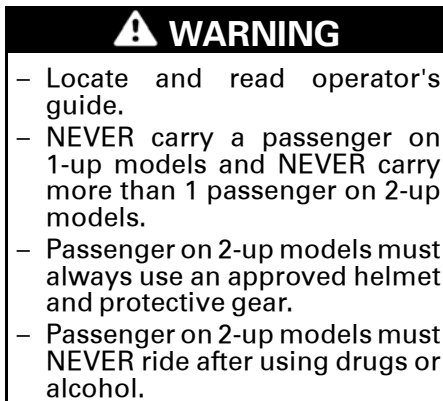 WARNING
– Locate and read operator's
guide.
– NEVER carry a passenger on
1-up models and NEVER carry
more than 1 passenger on 2-up
models.
– Passenger on 2-up models must
always use an approved helmet
and protective gear.
– Passenger on 2-up models must
NEVER ride after using drugs or
alcohol.